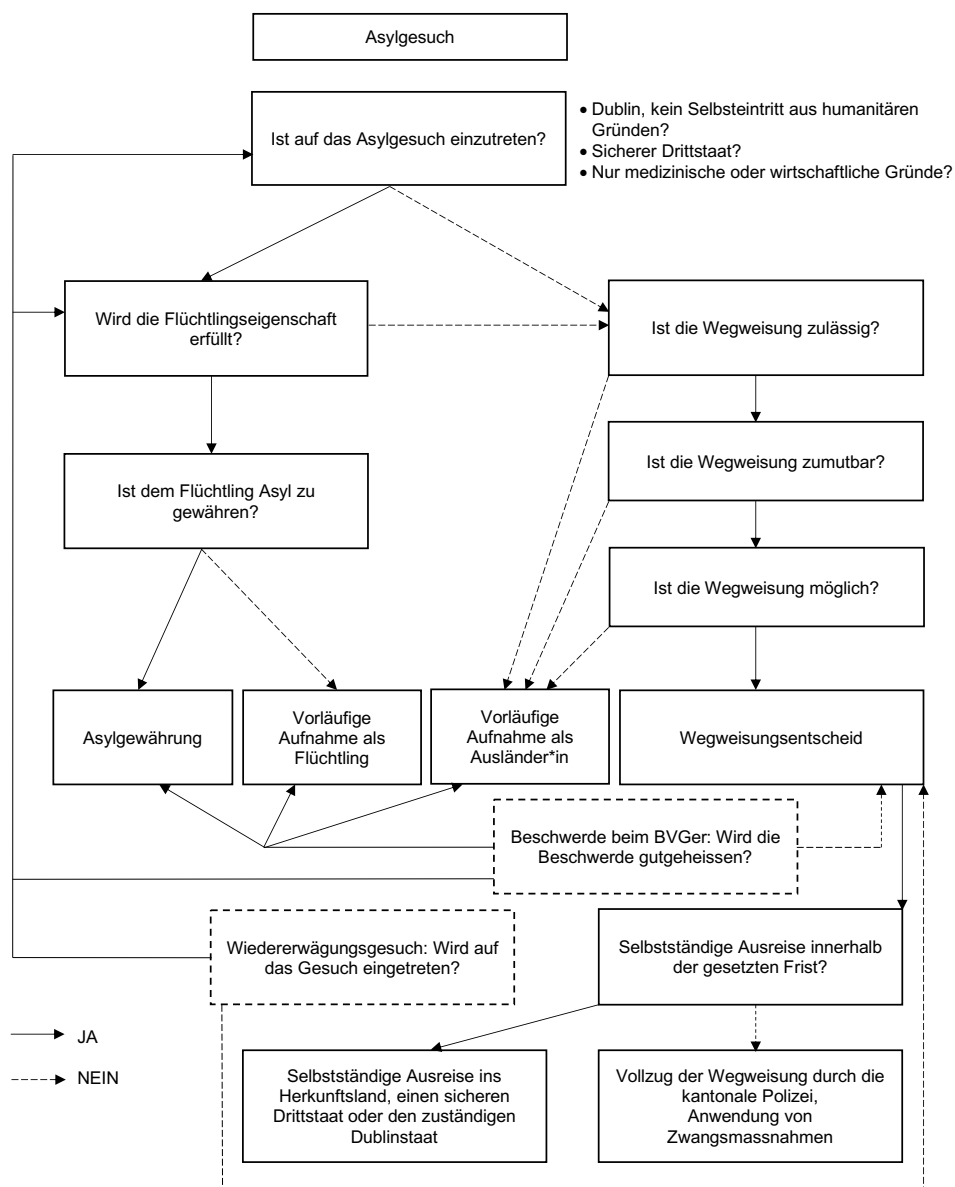 Asylgesuch
Ist auf das Asylgesuch einzutreten?
• Dublin, kein Selbsteintritt aus humanitären
Gründen?
• Sicherer Drittstaat?
• Nur medizinische oder wirtschaftliche Gründe?
Wird die Flüchtlingseigenschaft
erfüllt?
Ist die Wegweisung zulässig?
Ist die Wegweisung zumutbar?
Ist dem Flüchtling Asyl zu
gewähren?
Ist die Wegweisung möglich?
Asylgewährung
Vorläufige
Aufnahme als
Flüchtling
Vorläufige
Aufnahme als
Ausländer*in
Wegweisungsentscheid
Beschwerde beim BVGer: Wird die
Beschwerde gutgeheissen?
Wiedererwägungsgesuch: Wird auf
das Gesuch eingetreten?
Selbstständige Ausreise innerhalb
der gesetzten Frist?
JA
NEIN
Selbstständige Ausreise ins
Herkunftsland, einen sicheren
Drittstaat oder den zuständigen
Dublinstaat
Vollzug der Wegweisung durch die
kantonale Polizei,
Anwendung von
Zwangsmassnahmen